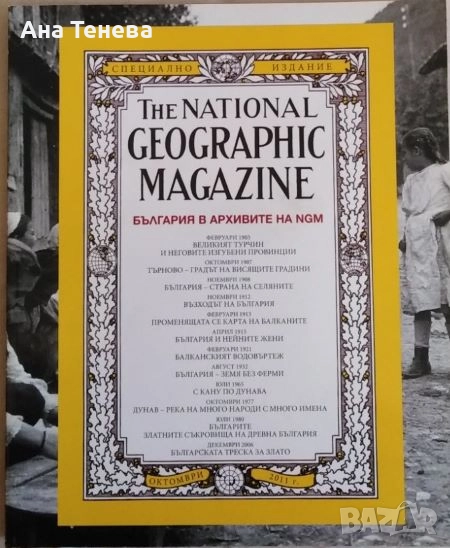 Ана Тенева
СПЕЦИАЛНО ИЗДАНИЕ
THE NATIONAL
GEOGRAPHIC
MAGAZINE
БЪЛГАРИЯ В АРХИВИТЕ НА NGM
ФЕВРУАРИ 1903
ВЕЛИКИЯТ ТУРЧИН
И НЕГОВИТЕ ИЗГУБЕНИ ПРОВИНЦИИ
ОКТОМВРИ 1907
ТЪРНОВО – ГРАДЪТ НА ВИСЯЩИТЕ ГРАДИНИ
НОЕМВРИ 1908
БЪЛГАРИЯ – СТРАНА НА СЕЛЯНИТЕ
НОЕМВРИ 1912
ВЪЗХОДЪТ НА БЪЛГАРИЯ
ФЕВРУАРИ 1913
ПРОМЕНЯЩАТА СЕ КАРТА НА БАЛКАНИТЕ
АПРИЛ 1915
БЪЛГАРИЯ И НЕЙНИТЕ ЖЕНИ
ФЕВРУАРИ 1921
БАЛКАНСКИЯТ ВОДОВЪРТЕЖ
АВГУСТ 1932
БЪЛГАРИЯ – ЗЕМЯ БЕЗ ФЕРМИ
ЮЛИ 1965
С КАНУ ПО ДУНАВА
ОКТОМВРИ 1977
ДУНАВ – РЕКА НА МНОГО НАРОДИ С МНОГО ИМЕНА
ЮЛИ 1980
БЪЛГАРИТЕ
ЗЛАТНИТЕ СЪКРОВИЩА НА ДРЕВНА БЪЛГАРИЯ
ДЕКЕМВРИ 2006
БЪЛГАРСКАТА ТРЕСКА ЗА ЗЛАТО
ОКТОМВРИ 2011 г.
BAZAR.BG